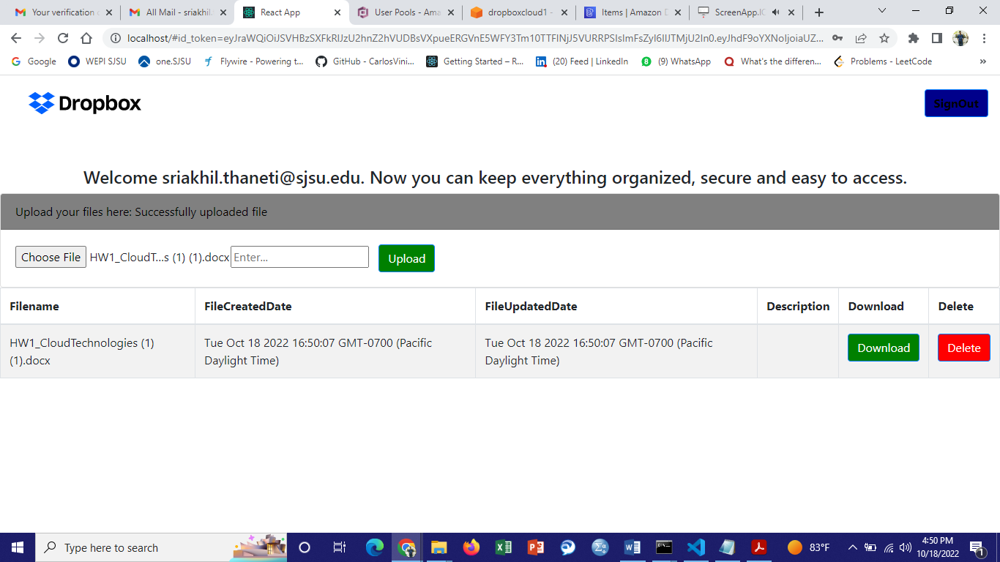 Your verification
All Mail - sriakhil.
React App
User Pools - Ama
dropboxcloud1 -
Items | Amazon D
ScreenApp.IO
localhost/#id_token=
Google
WEPI SJSU
one.SJSU
Flywire - Powering t...
GitHub - CarlosVini...
Getting Started – R...
(20) Feed | LinkedIn
(9) WhatsApp
What's the differen...
Problems - LeetCode
»
Dropbox
SignOut
Welcome sriakhil.thaneti@sjsu.edu. Now you can keep everything organized, secure and easy to access.
Upload your files here: Successfully uploaded file
Choose File HW1_CloudT...s (1) (1).docx Enter... Upload
Filename FileCreatedDate FileUpdatedDate Description Download Delete
HW1_CloudTechnologies (1)
(1).docx
Tue Oct 18 2022 16:50:07 GMT-0700 (Pacific
Daylight Time)
Tue Oct 18 2022 16:50:07 GMT-0700 (Pacific
Daylight Time)
Download
Delete
Type here to search
83°F
4:50 PM
10/18/2022
1